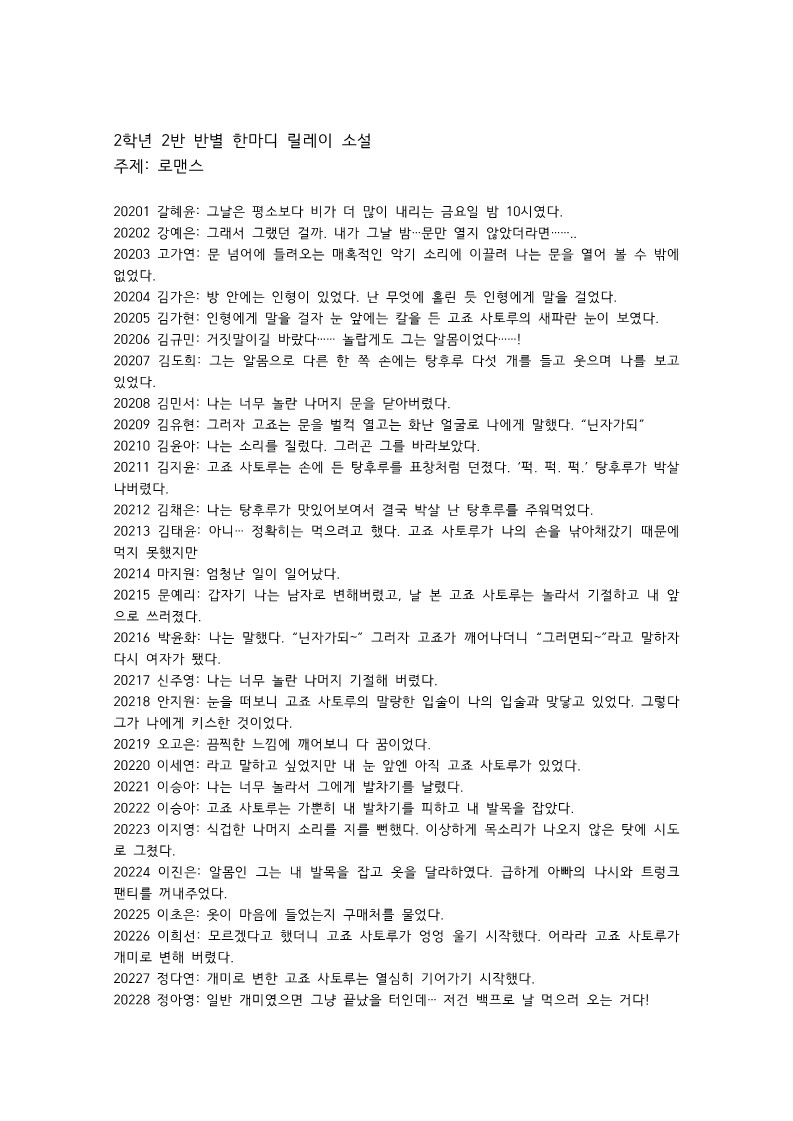 2학년 2반 반별 한마디 릴레이 소설
주제: 로맨스
20201 갈혜윤: 그날은 평소보다 비가 더 많이 내리는 금요일 밤 10시였다.
20202 강예은: 그래서 그랬던 걸까. 내가 그날 밤…문만 열지 않았더라면……..
20203 고가연: 문 넘어에 들려오는 매혹적인 악기 소리에 이끌려 나는 문을 열어 볼 수 밖에
없었다.
20204 김가은: 방 안에는 인형이 있었다. 난 무엇에 홀린 듯 인형에게 말을 걸었다.
20205 김가현: 인형에게 말을 걸자 눈 앞에는 칼을 든 고죠 사토루의 새파란 눈이 보였다.
20206 김규민: 거짓말이길 바랐다…… 놀랍게도 그는 알몸이었다……!
20207 김도희: 그는 알몸으로 다른 한 쪽 손에는 탕후루 다섯 개를 들고 웃으며 나를 보고
있었다.
20208 김민서: 나는 너무 놀란 나머지 문을 닫아버렸다.
20209 김유현: 그러자 고죠는 문을 벌컥 열고는 화난 얼굴로 나에게 말했다. “닌자가되”
20210 김윤아: 나는 소리를 질렀다. 그러곤 그를 바라보았다.
20211 김지윤: 고죠 사토루는 손에 든 탕후루를 표창처럼 던졌다. ‘퍽. 퍽. 퍽.’ 탕후루가 박살
나버렸다.
20212 김채은: 나는 탕후루가 맛있어보여서 결국 박살 난 탕후루를 주워먹었다.
20213 김태윤: 아니… 정확히는 먹으려고 했다. 고죠 사토루가 나의 손을 낚아채갔기 때문에
먹지 못했지만
20214 마지원: 엄청난 일이 일어났다.
20215 문예리: 갑자기 나는 남자로 변해버렸고, 날 본 고죠 사토루는 놀라서 기절하고 내 앞
으로 쓰러졌다.
20216 박윤화: 나는 말했다. “닌자가되~” 그러자 고죠가 깨어나더니 “그러면되~”라고 말하자
다시 여자가 됐다.
20217 신주영: 나는 너무 놀란 나머지 기절해 버렸다.
20218 안지원: 눈을 떠보니 고죠 사토루의 말랑한 입술이 나의 입술과 맞닿고 있었다. 그렇다
그가 나에게 키스한 것이었다.
20219 오고은: 끔찍한 느낌에 깨어보니 다 꿈이었다.
20220 이세연: 라고 말하고 싶었지만 내 눈 앞엔 아직 고죠 사토루가 있었다.
20221 이승아: 나는 너무 놀라서 그에게 발차기를 날렸다.
20222 이승아: 고죠 사토루는 가뿐히 내 발차기를 피하고 내 발목을 잡았다.
20223 이지영: 식겁한 나머지 소리를 지를 뻔했다. 이상하게 목소리가 나오지 않은 탓에 시도
로 그쳤다.
20224 이진은: 알몸인 그는 내 발목을 잡고 옷을 달라하였다. 급하게 아빠의 나시와 트렁크
팬티를 꺼내주었다.
20225 이초은: 옷이 마음에 들었는지 구매처를 물었다.
20226 이희선: 모르겠다고 했더니 고죠 사토루가 엉엉 울기 시작했다. 어라라 고죠 사토루가
개미로 변해 버렸다.
20227 정다연: 개미로 변한 고죠 사토루는 열심히 기어가기 시작했다.
20228 정아영: 일반 개미였으면 그냥 끝났을 터인데… 저건 백프로 날 먹으러 오는 거다!